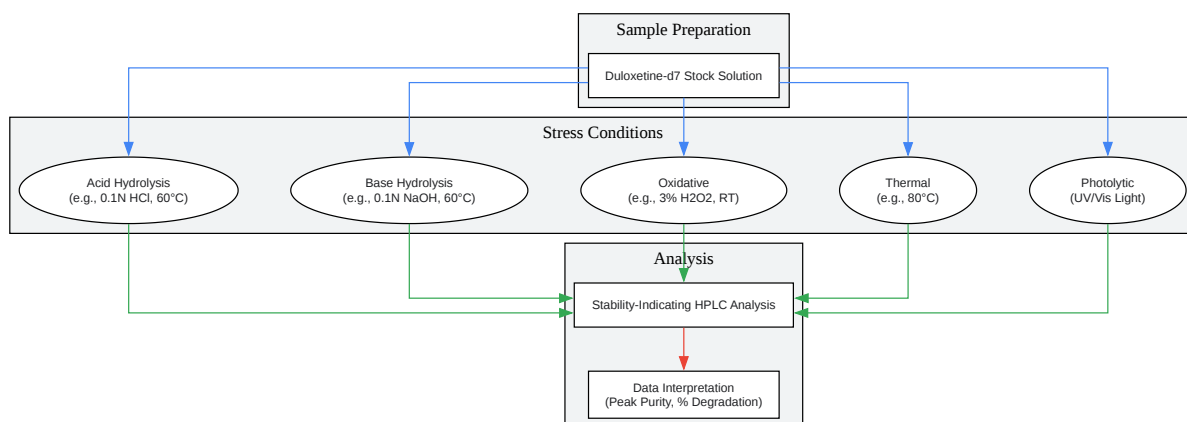 Sample Preparation
Duloxetine-d7 Stock Solution
Stress Conditions
Acid Hydrolysis
(e.g., 0.1N HCl, 60°C)
Base Hydrolysis
(e.g., 0.1N NaOH, 60°C)
Oxidative
(e.g., 3% H2O2, RT)
Thermal
(e.g., 80°C)
Photolytic
(UV/Vis Light)
Analysis
Stability-Indicating HPLC Analysis
Data Interpretation
(Peak Purity, % Degradation)